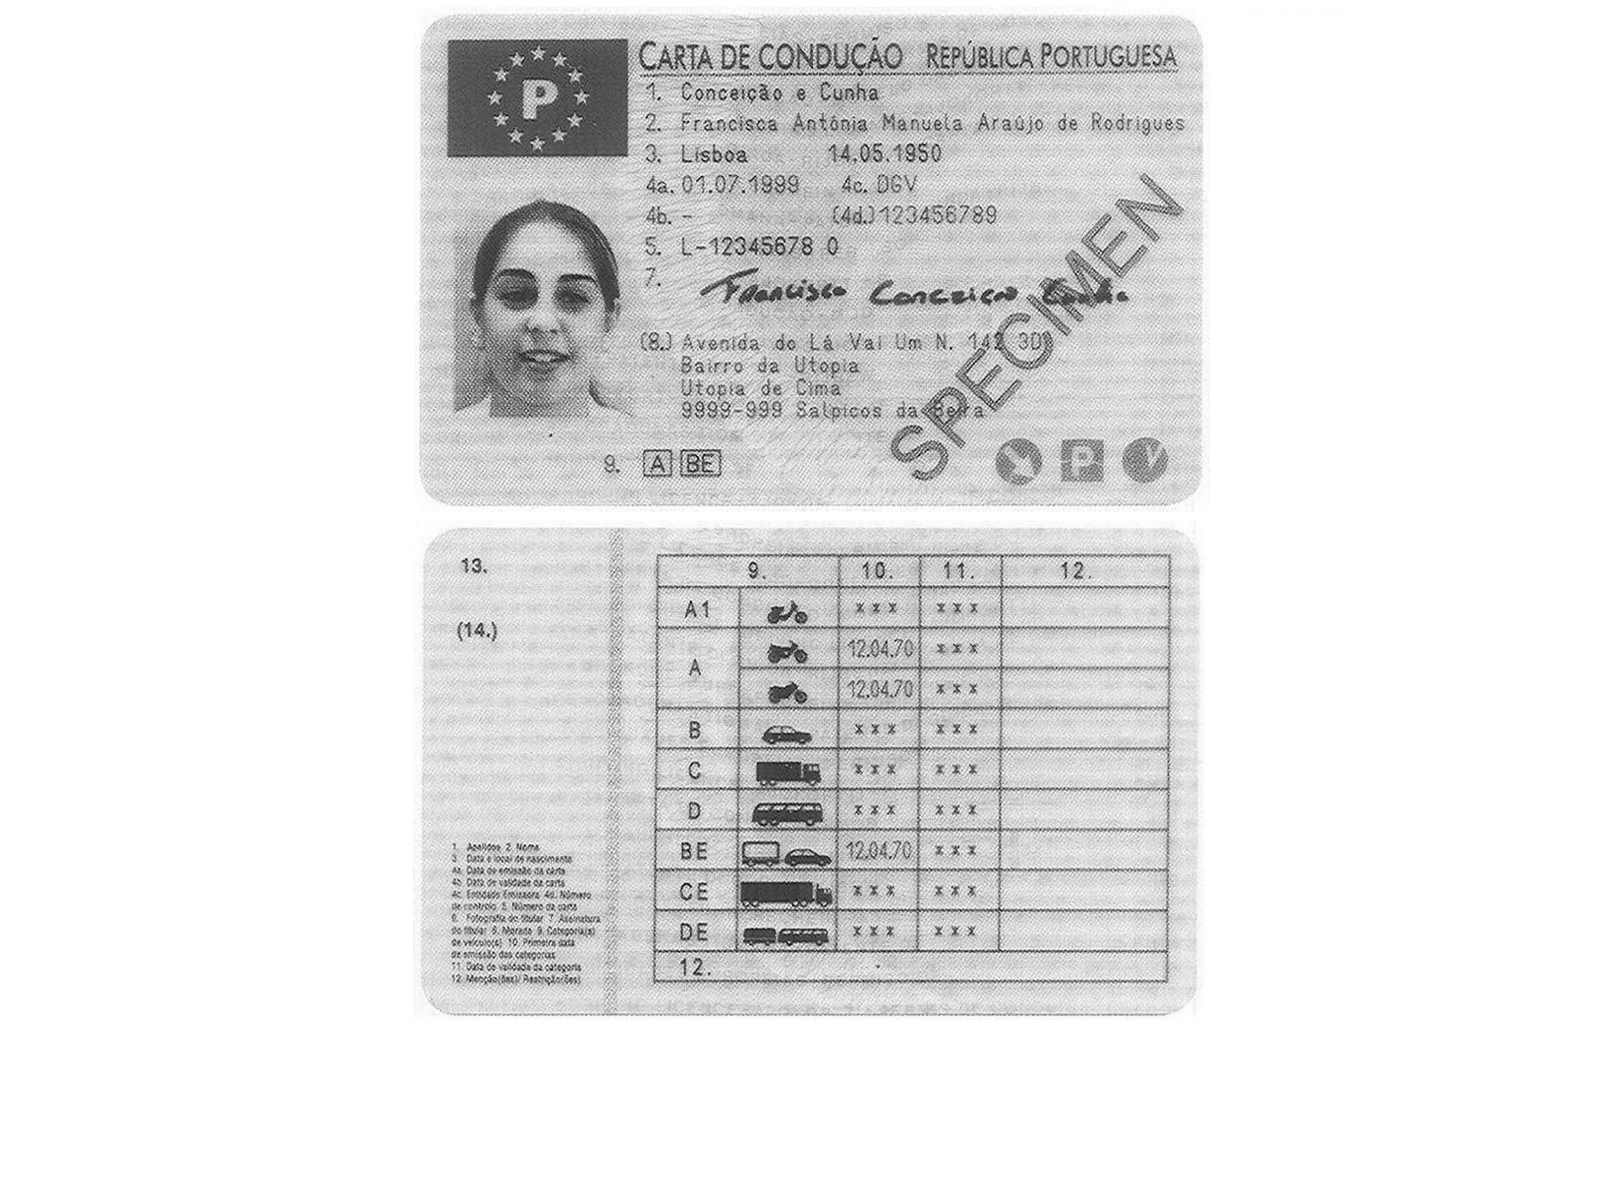 P
CARTA DE CONDUÇÃO REPÚBLICA PORTUGUESA
1. Conceição e Cunha
2. Francisca Antónia Manuela Araújo de Rodrigues
3. Lisboa 14.05.1950
4a. 01.07.1999 4c. DGV
4b. - (4d.) 123456789
5. L-12345678 0
7. Francisca Conceição Cunha
(8.) Avenida do Lá Vai Um N. 142 3D
Bairro da Utopia
Utopia de Cima
9999-999 Salpicos da Beira
SPECIMEN
9. A BE
P V
13.
(14.)
9. 10. 11. 12.
A1 x x x x x x
A 12.04.70 x x x
12.04.70 x x x
B x x x x x x
C x x x x x x
D x x x x x x
BE 12.04.70 x x x
CE x x x x x x
DE x x x x x x
12.
1. Apelidos 2. Nome
3. Data e local de nascimento
4a. Data de emissão da carta
4b. Data de validade da carta
4c. Entidade Emissora 4d. Número
de controlo 5. Número da carta
6. Fotografia do titular 7. Assinatura
do titular 8. Morada 9. Categoria(s)
de veículo(s) 10. Primeira data
de emissão das categorias
11. Data de validade da categoria
12. Menção(ões)/ Restrição(ões)